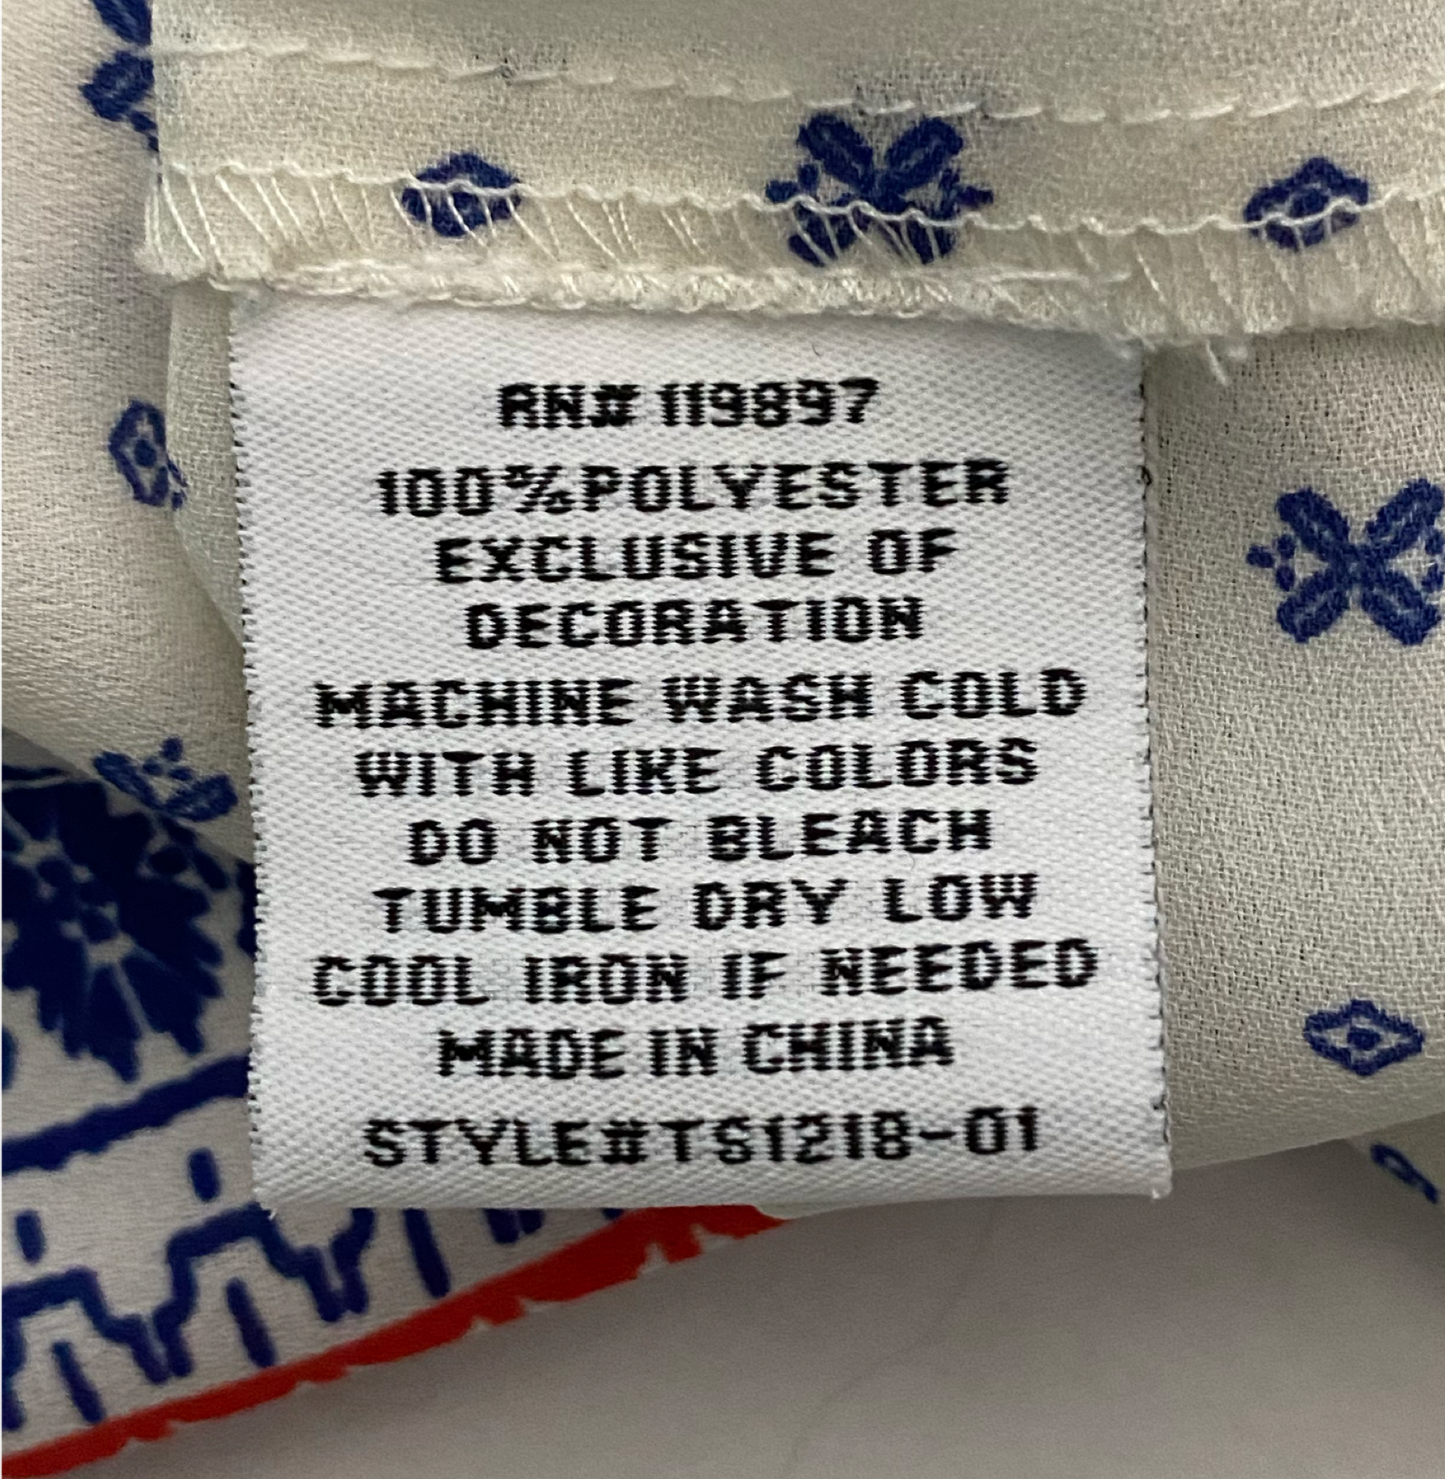 RN# 119897
100%POLYESTER
EXCLUSIVE OF
DECORATION
MACHINE WASH COLD
WITH LIKE COLORS
DO NOT BLEACH
TUMBLE DRY LOW
COOL IRON IF NEEDED
MADE IN CHINA
STYLE#TS1218-01